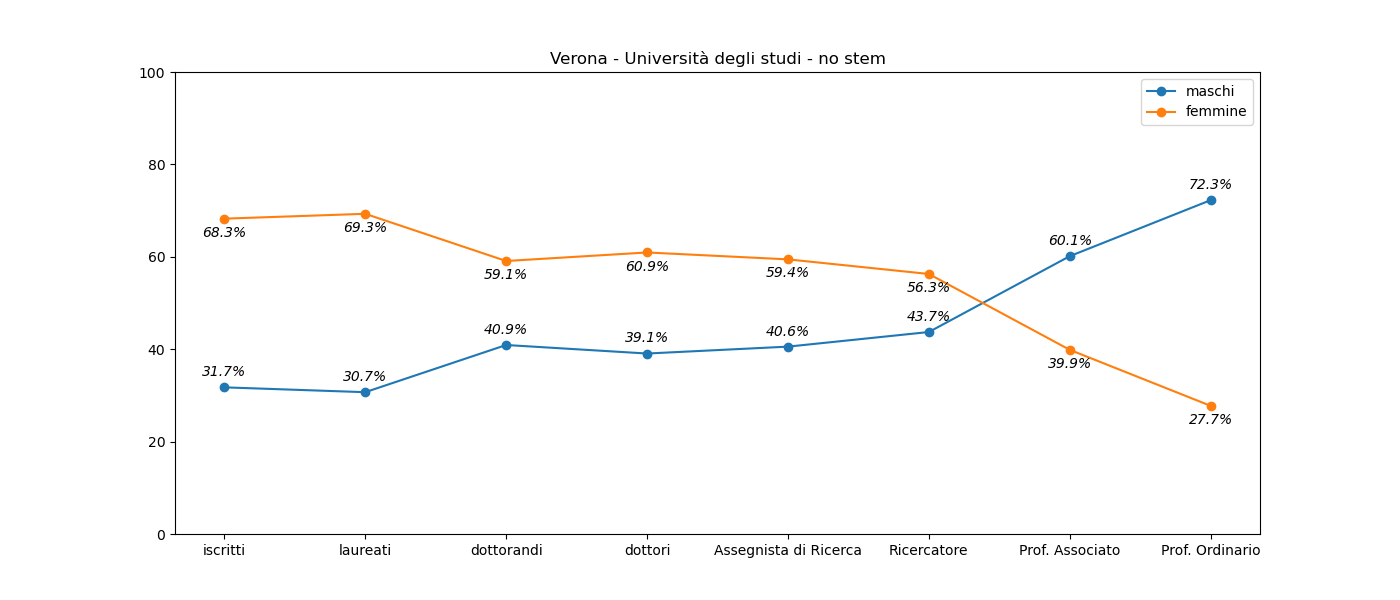 Verona - Università degli studi - no stem
100
80
60
40
20
0
maschi
femmine
68.3%
69.3%
59.1%
60.9%
59.4%
56.3%
39.9%
27.7%
31.7%
30.7%
40.9%
39.1%
40.6%
43.7%
60.1%
72.3%
iscritti
laureati
dottorandi
dottori
Assegnista di Ricerca
Ricercatore
Prof. Associato
Prof. Ordinario